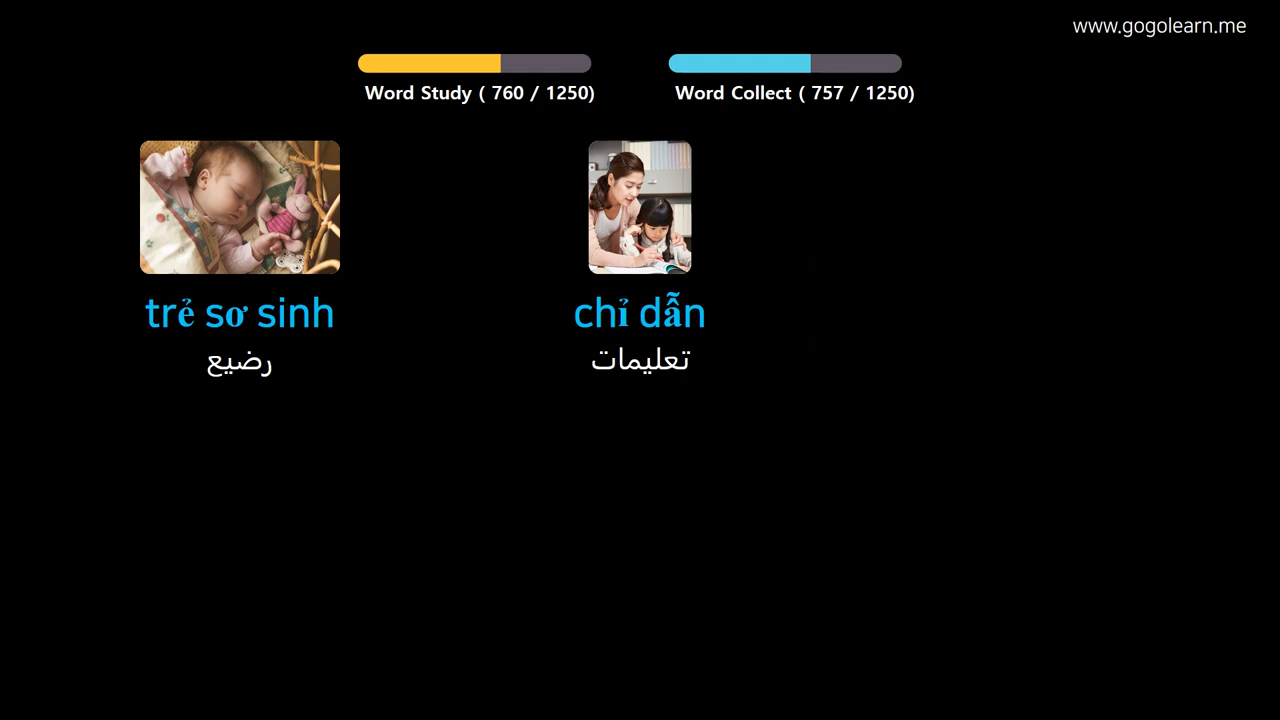 www.gogolearn.me
Word Study ( 760 / 1250)
Word Collect ( 757 / 1250)
trẻ sơ sinh
رضيع
chỉ dẫn
تعليمات